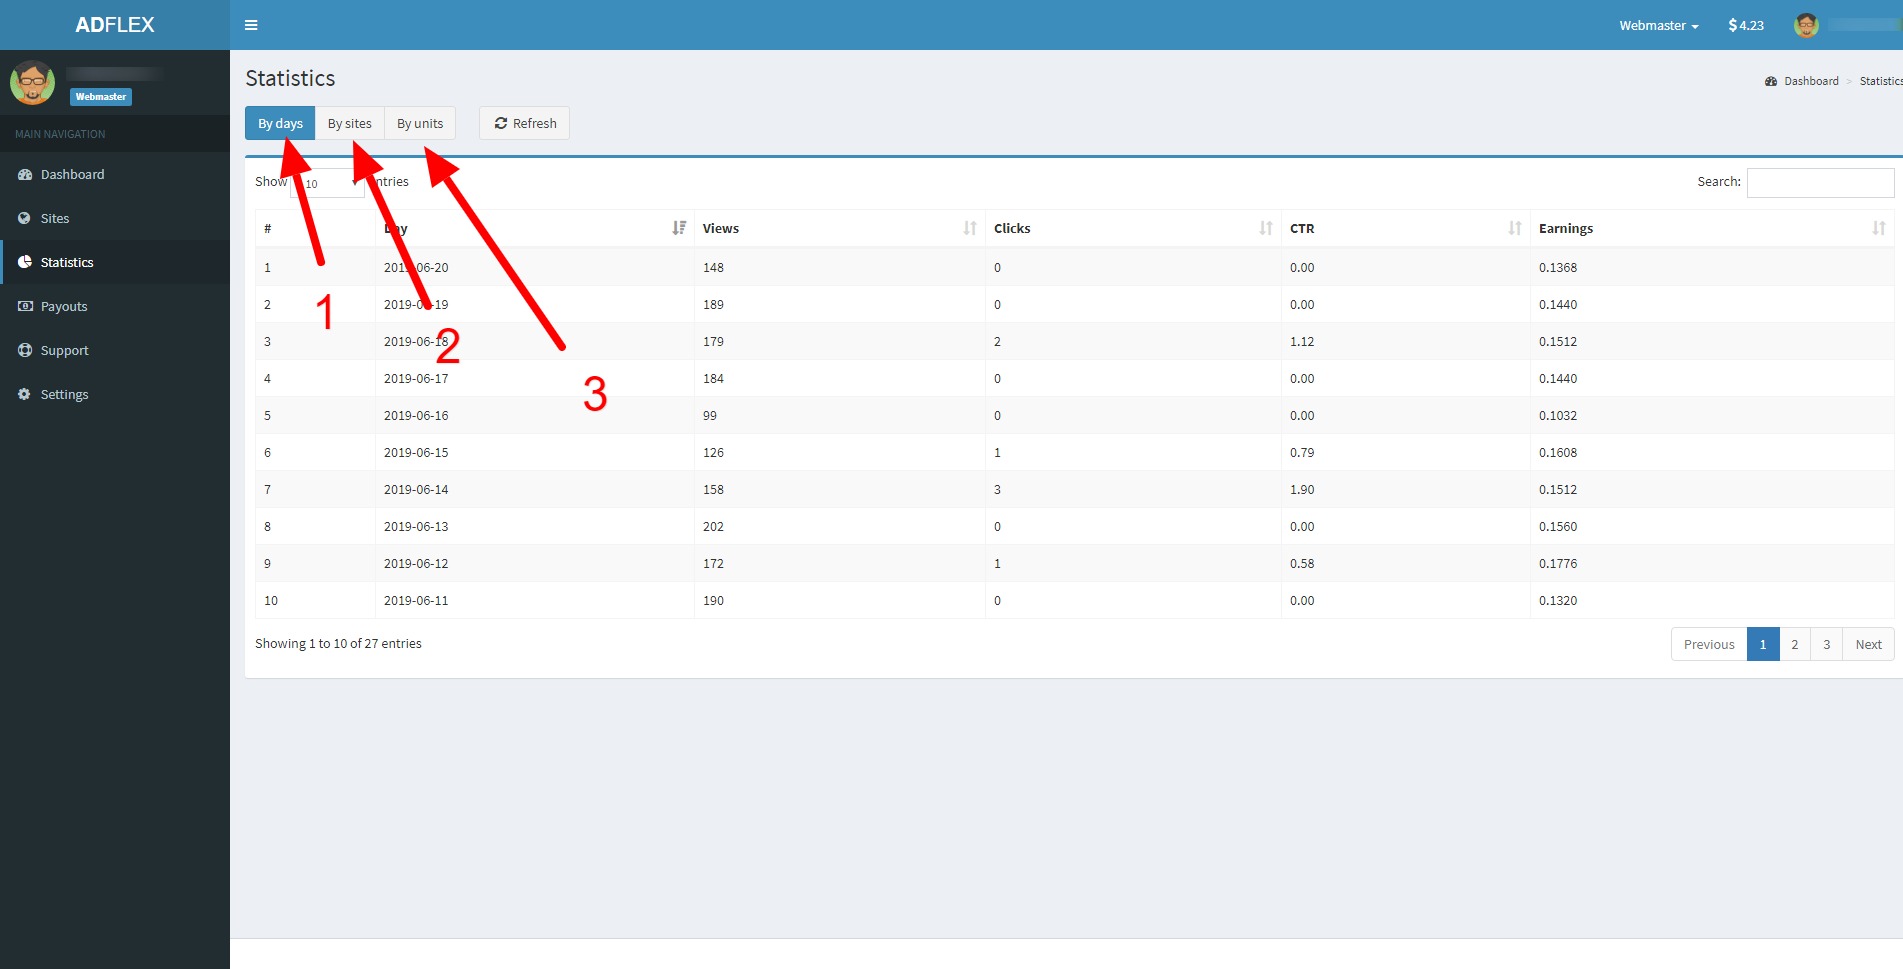 ADFLEX
Webmaster
$ 4.23
Webmaster
MAIN NAVIGATION
Dashboard
Sites
Statistics
Payouts
Support
Settings
Statistics
Dashboard > Statistics
By days By sites By units Refresh
Show 10 entries
Search:
# Day Views Clicks CTR Earnings
1 2019-06-20 148 0 0.00 0.1368
2 2019-06-19 189 0 0.00 0.1440
3 2019-06-18 179 2 1.12 0.1512
4 2019-06-17 184 0 0.00 0.1440
5 2019-06-16 99 0 0.00 0.1032
6 2019-06-15 126 1 0.79 0.1608
7 2019-06-14 158 3 1.90 0.1512
8 2019-06-13 202 0 0.00 0.1560
9 2019-06-12 172 1 0.58 0.1776
10 2019-06-11 190 0 0.00 0.1320
1
2
3
Showing 1 to 10 of 27 entries
Previous 1 2 3 Next